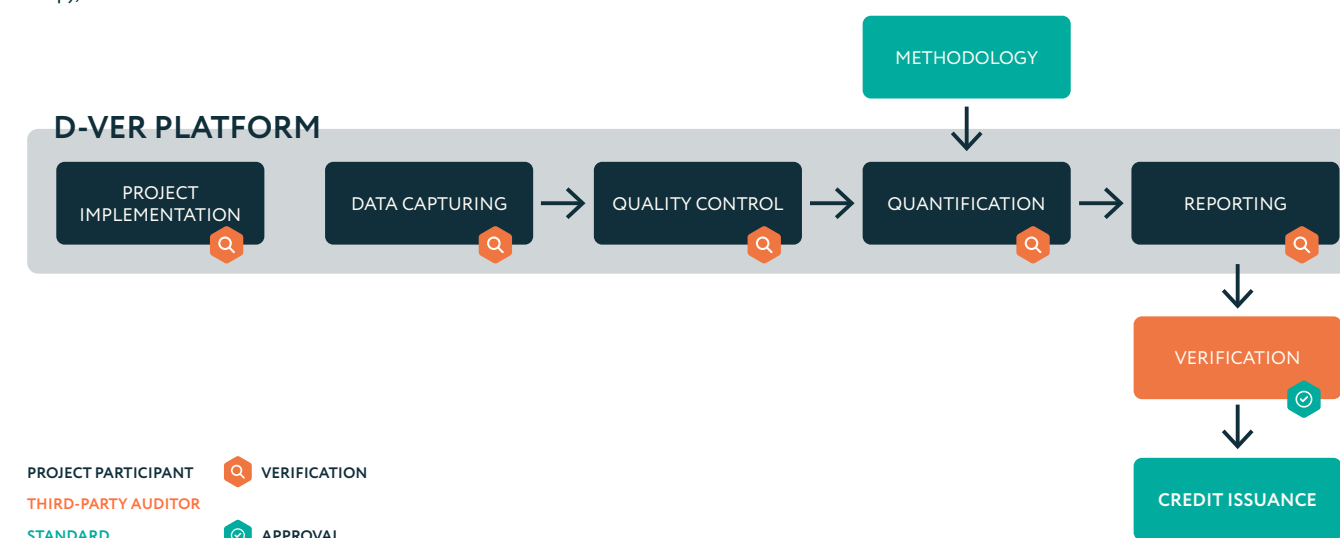 METHODOLOGY
D-VER PLATFORM
PROJECT
IMPLEMENTATION
DATA CAPTURING
QUALITY CONTROL
QUANTIFICATION
REPORTING
VERIFICATION
CREDIT ISSUANCE
PROJECT PARTICIPANT
VERIFICATION
THIRD-PARTY AUDITOR
STANDARD
APPROVAL